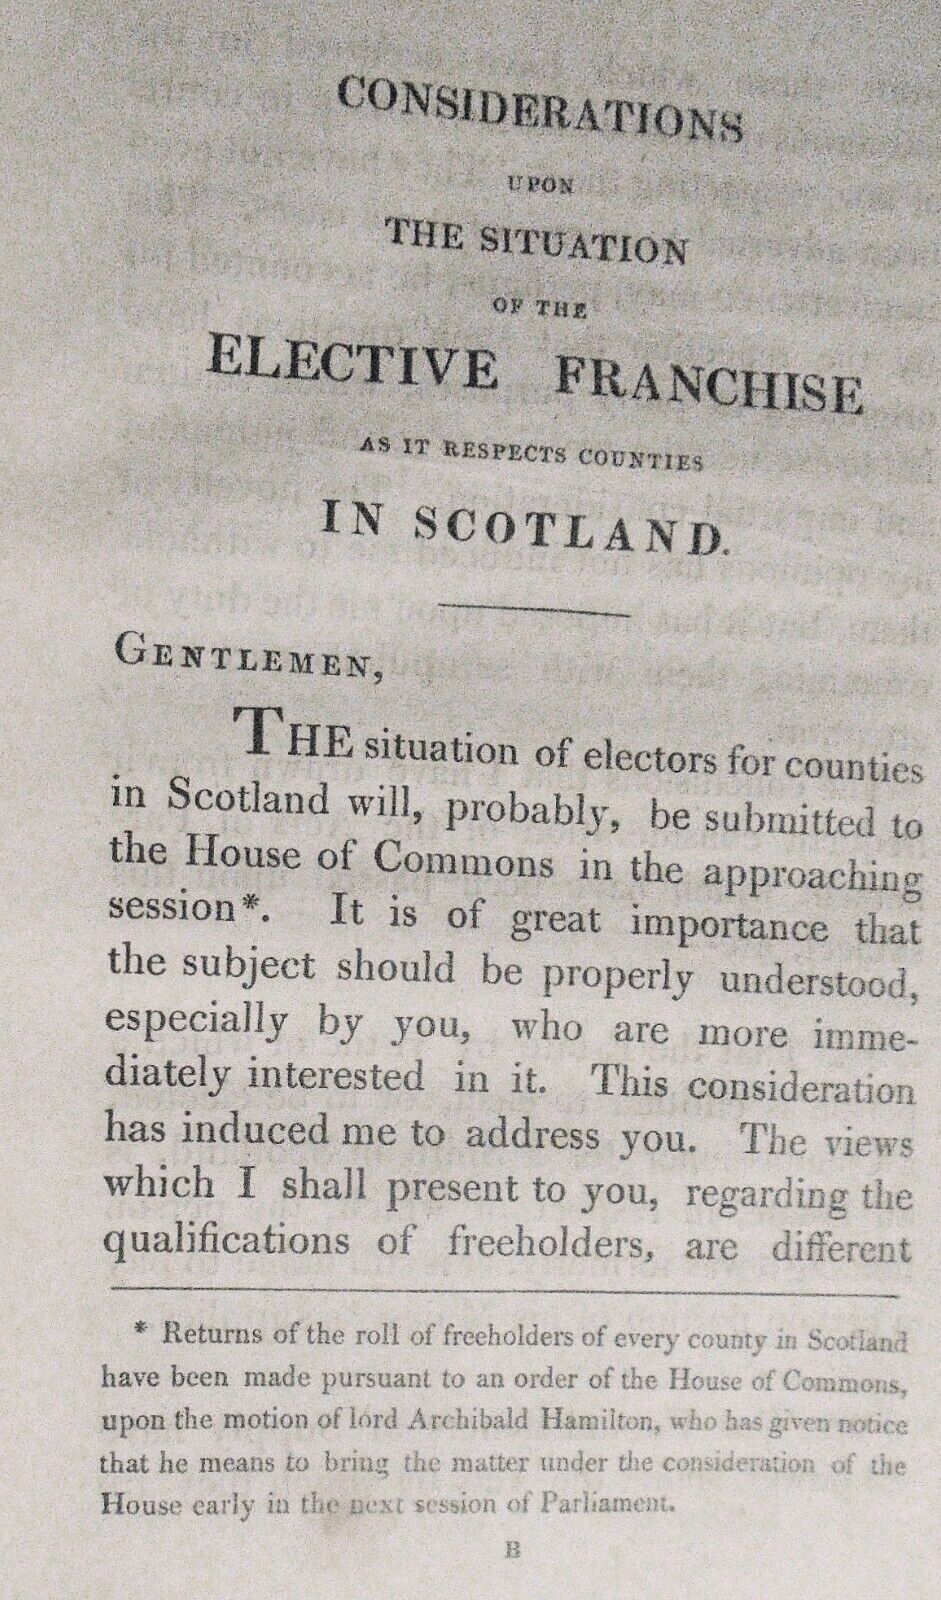 CONSIDERATIONS
UPON
THE SITUATION
OF THE
ELECTIVE FRANCHISE
AS IT RESPECTS COUNTIES
IN SCOTLAND.
GENTLEMEN,
THE situation of electors for counties
in Scotland will, probably, be submitted to
the House of Commons in the approaching
session*. It is of great importance that
the subject should be properly understood,
especially by you, who are more imme-
diately interested in it. This consideration
has induced me to address you. The views
which I shall present to you, regarding the
qualifications of freeholders, are different
* Returns of the roll of freeholders of every county in Scotland
have been made pursuant to an order of the House of Commons,
upon the motion of lord Archibald Hamilton, who has given notice
that he means to bring the matter under the consideration of the
House early in the next session of Parliament.
B